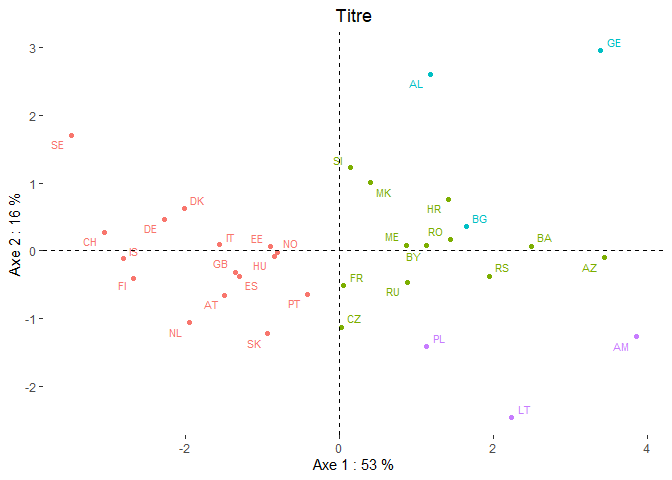 Titre
3
GE
AL
2
SE
1
SI
MK
DK
HR
DE
BG
CH
IT
EE
NO
ME
RO
BA
0
IS
GB
HU
BY
AZ
FI
ES
FR
RS
RU
AT
PT
-1
NL
SK
CZ
PL
AM
-2
LT
-2
0
2
4
Axe 1 : 53 %
Axe 2 : 16 %